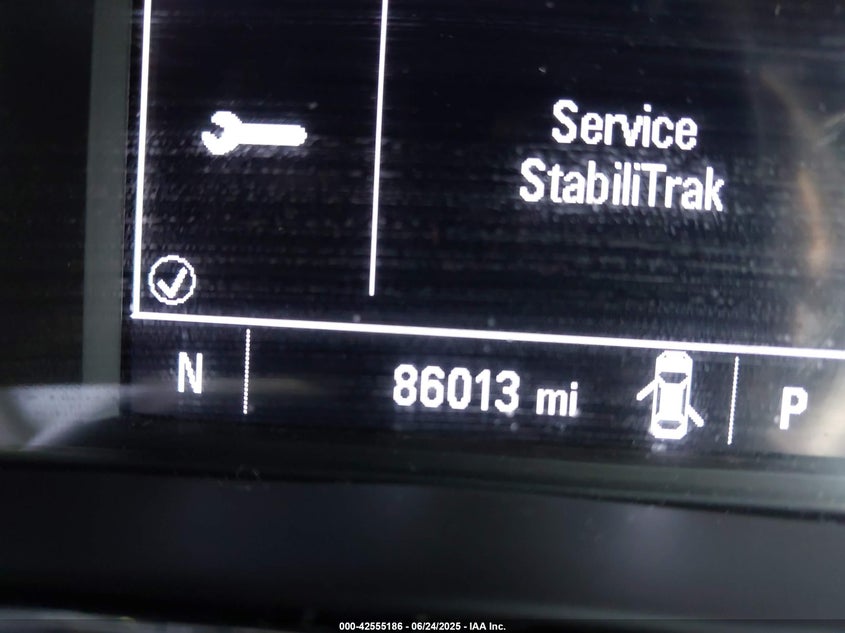 Service
StabiliTrak
N 86013 mi P
000-42555186 - 06/24/2025 - IAA Inc.